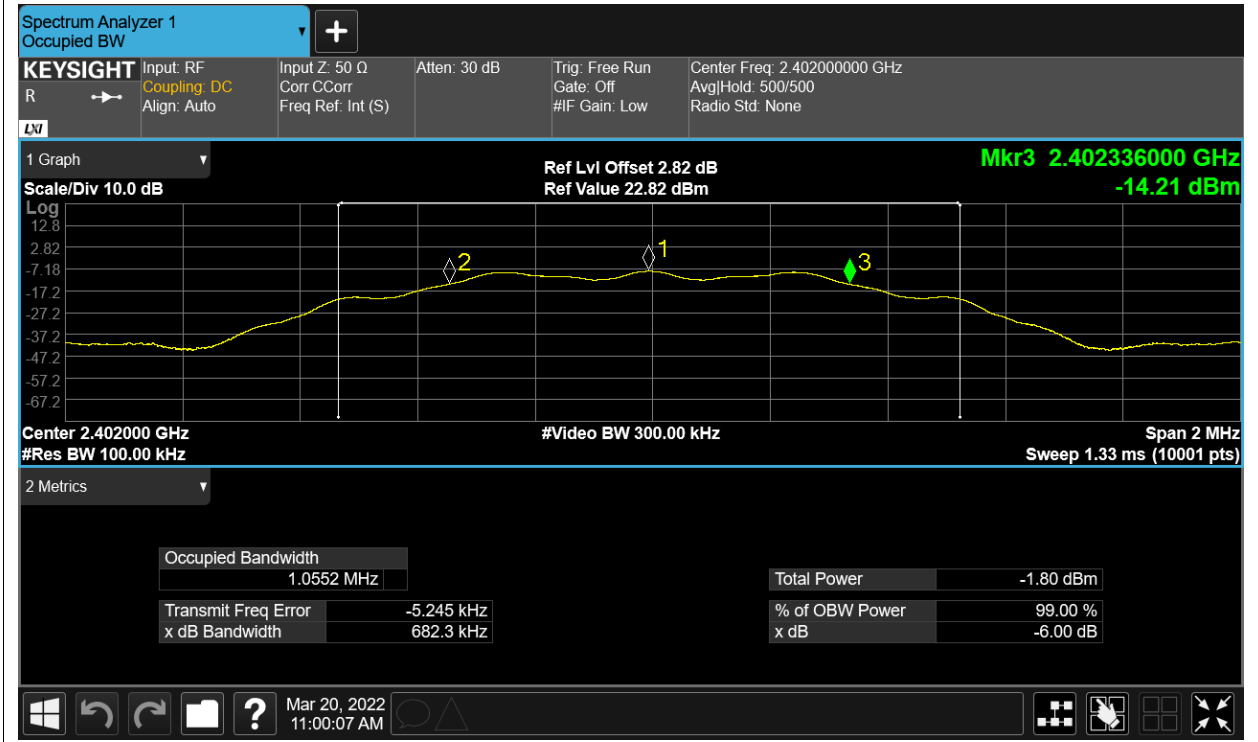 Spectrum Analyzer 1
Occupied BW
KEYSIGHT
R
LXI
Input: RF
Coupling: DC
Align: Auto
Input Z: 50 Ω
Corr CCorr
Freq Ref: Int (S)
Atten: 30 dB
Trig: Free Run
Gate: Off
#IF Gain: Low
Center Freq: 2.402000000 GHz
Avg|Hold: 500/500
Radio Std: None
1 Graph
Scale/Div 10.0 dB
Ref Lvl Offset 2.82 dB
Ref Value 22.82 dBm
Mkr3 2.402336000 GHz
-14.21 dBm
Log
12.8
2.82
-7.18
-17.2
-27.2
-37.2
-47.2
-57.2
-67.2
2
1
3
Center 2.402000 GHz
#Res BW 100.00 kHz
#Video BW 300.00 kHz
Span 2 MHz
Sweep 1.33 ms (10001 pts)
2 Metrics
Occupied Bandwidth
1.0552 MHz
Transmit Freq Error -5.245 kHz
x dB Bandwidth 682.3 kHz
Total Power -1.80 dBm
% of OBW Power 99.00 %
x dB -6.00 dB
?
Mar 20, 2022
11:00:07 AM